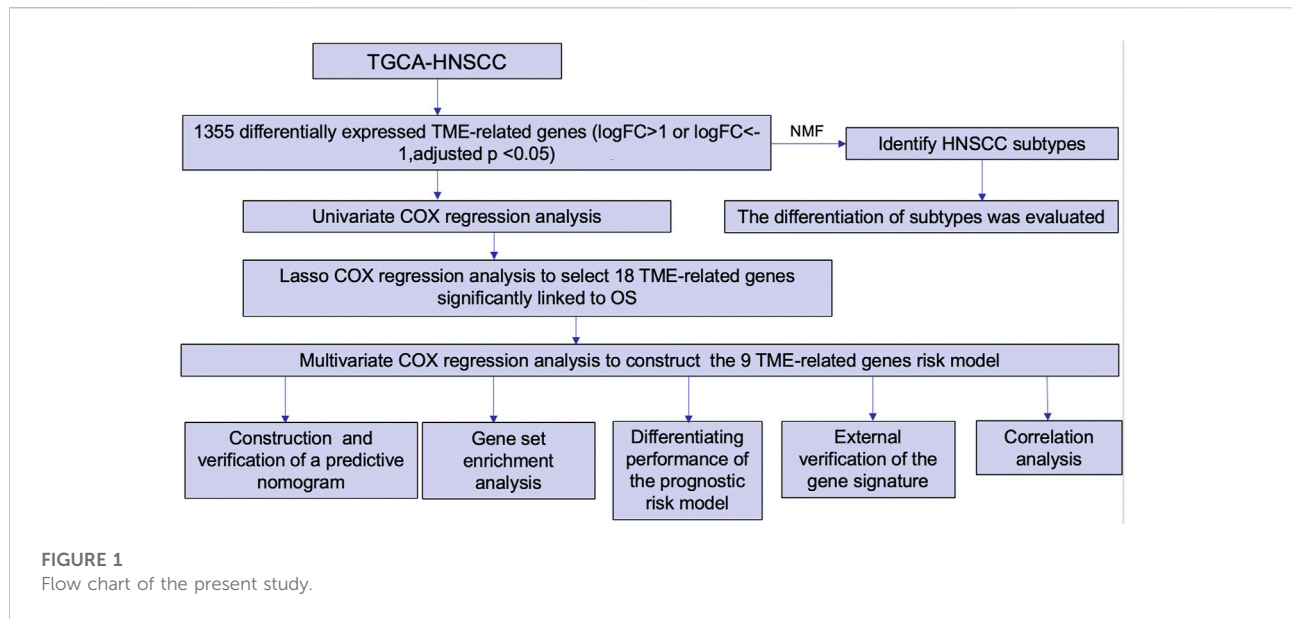 TGCA-HNSCC
1355 differentially expressed TME-related genes (logFC>1 or logFC<-
1,adjusted p <0.05)
NMF
Identify HNSCC subtypes
Univariate COX regression analysis
The differentiation of subtypes was evaluated
Lasso COX regression analysis to select 18 TME-related genes
significantly linked to OS
Multivariate COX regression analysis to construct the 9 TME-related genes risk model
Construction and
verification of a predictive
nomogram
Gene set
enrichment
analysis
Differentiating
performance of
the prognostic
risk model
External
verification of the
gene signature
Correlation
analysis
FIGURE 1
Flow chart of the present study.